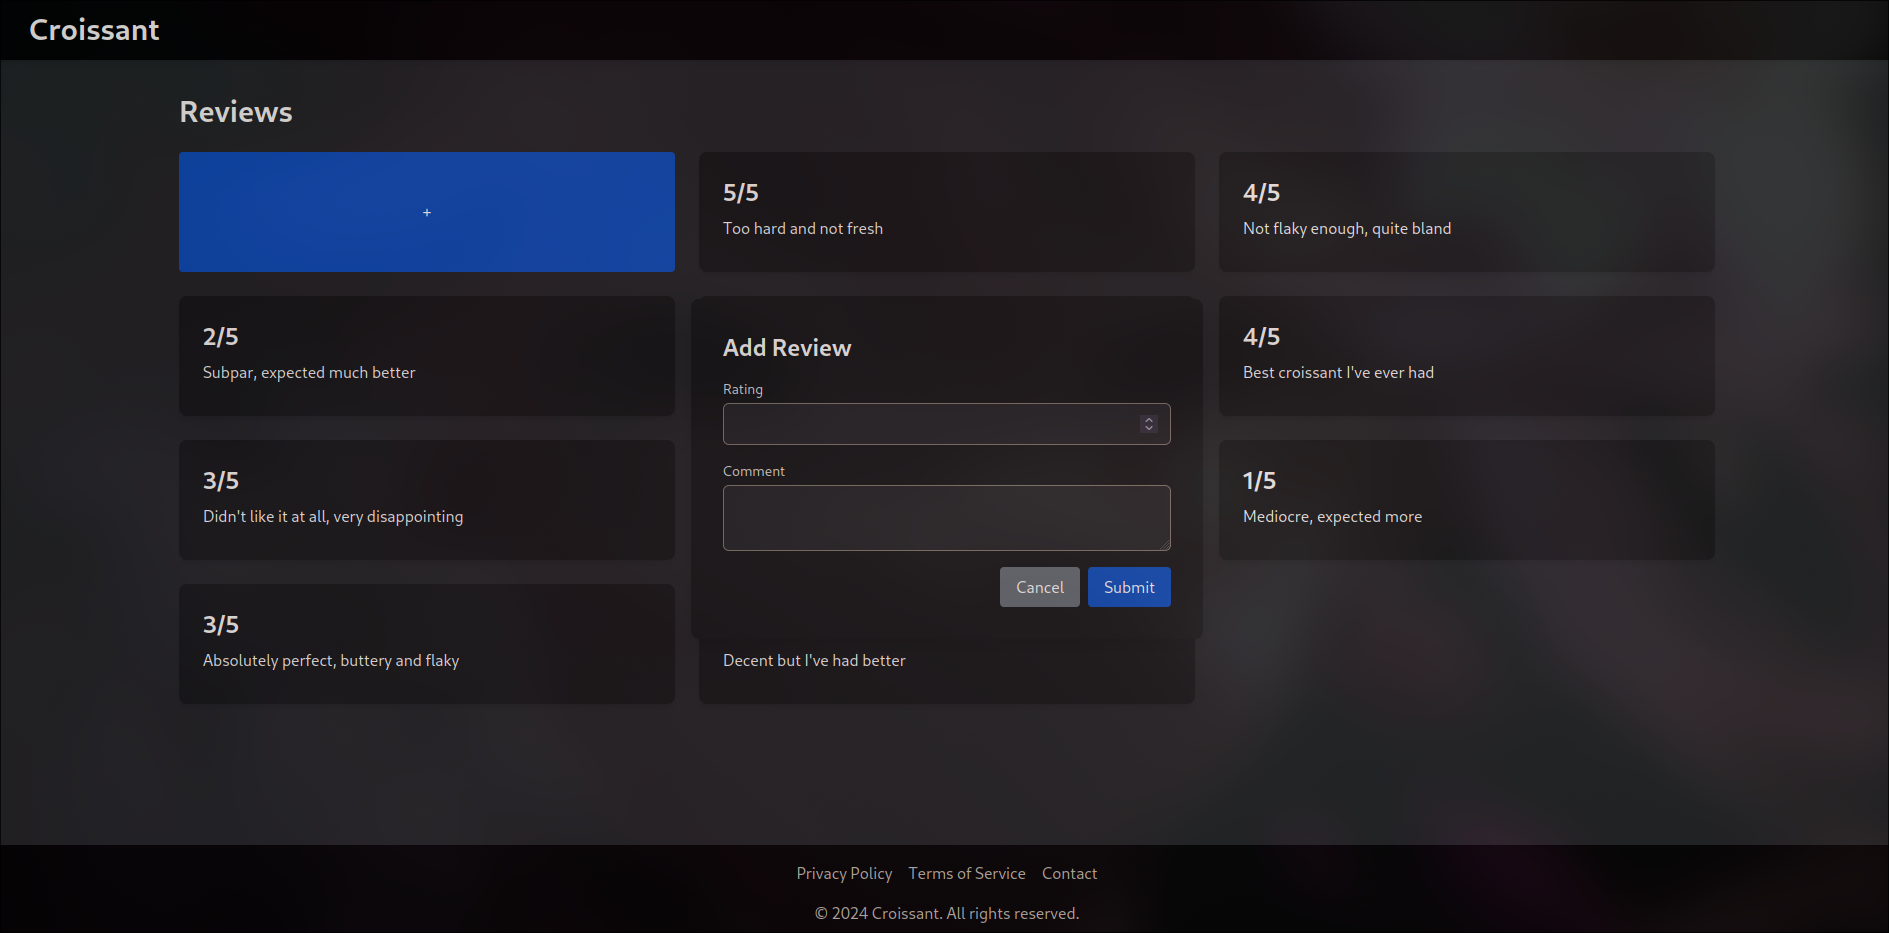 Croissant
Reviews
+
5/5
Too hard and not fresh
4/5
Not flaky enough, quite bland
2/5
Subpar, expected much better
Add Review
Rating
Comment
Cancel
Submit
4/5
Best croissant I've ever had
3/5
Didn't like it at all, very disappointing
1/5
Mediocre, expected more
3/5
Absolutely perfect, buttery and flaky
Decent but I've had better
Privacy Policy
Terms of Service
Contact
© 2024 Croissant. All rights reserved.